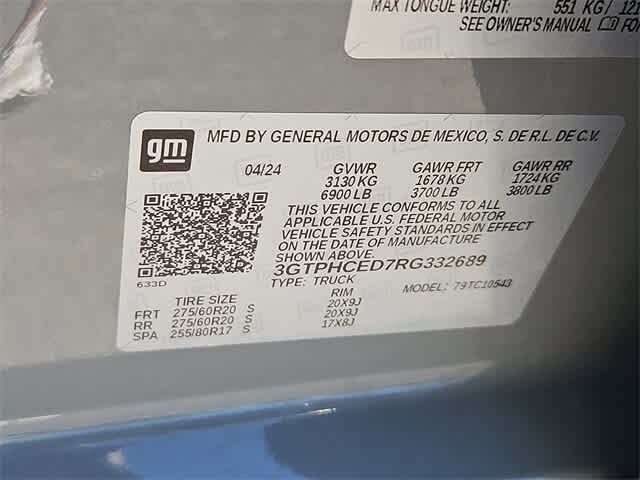 MAX TONGUE WEIGHT: 551 KG/ 121
SEE OWNER'S MANUAL FOR
gm
MFD BY GENERAL MOTORS DE MEXICO, S. DE R.L. DE C.V.
04/24 GVWR GAWR FRT GAWR RR
3130 KG 1678 KG 1724 KG
6900 LB 3700 LB 3800 LB
THIS VEHICLE CONFORMS TO ALL
APPLICABLE U.S. FEDERAL MOTOR
VEHICLE SAFETY STANDARDS IN EFFECT
ON THE DATE OF MANUFACTURE
SHOWN ABOVE.
3GTPHCED7RG332689
633D
TYPE: TRUCK MODEL: 79TC10543
TIRE SIZE RIM
FRT 275/60R20 S 20X9J
RR 275/60R20 S 20X9J
SPA 255/80R17 S 17X8J